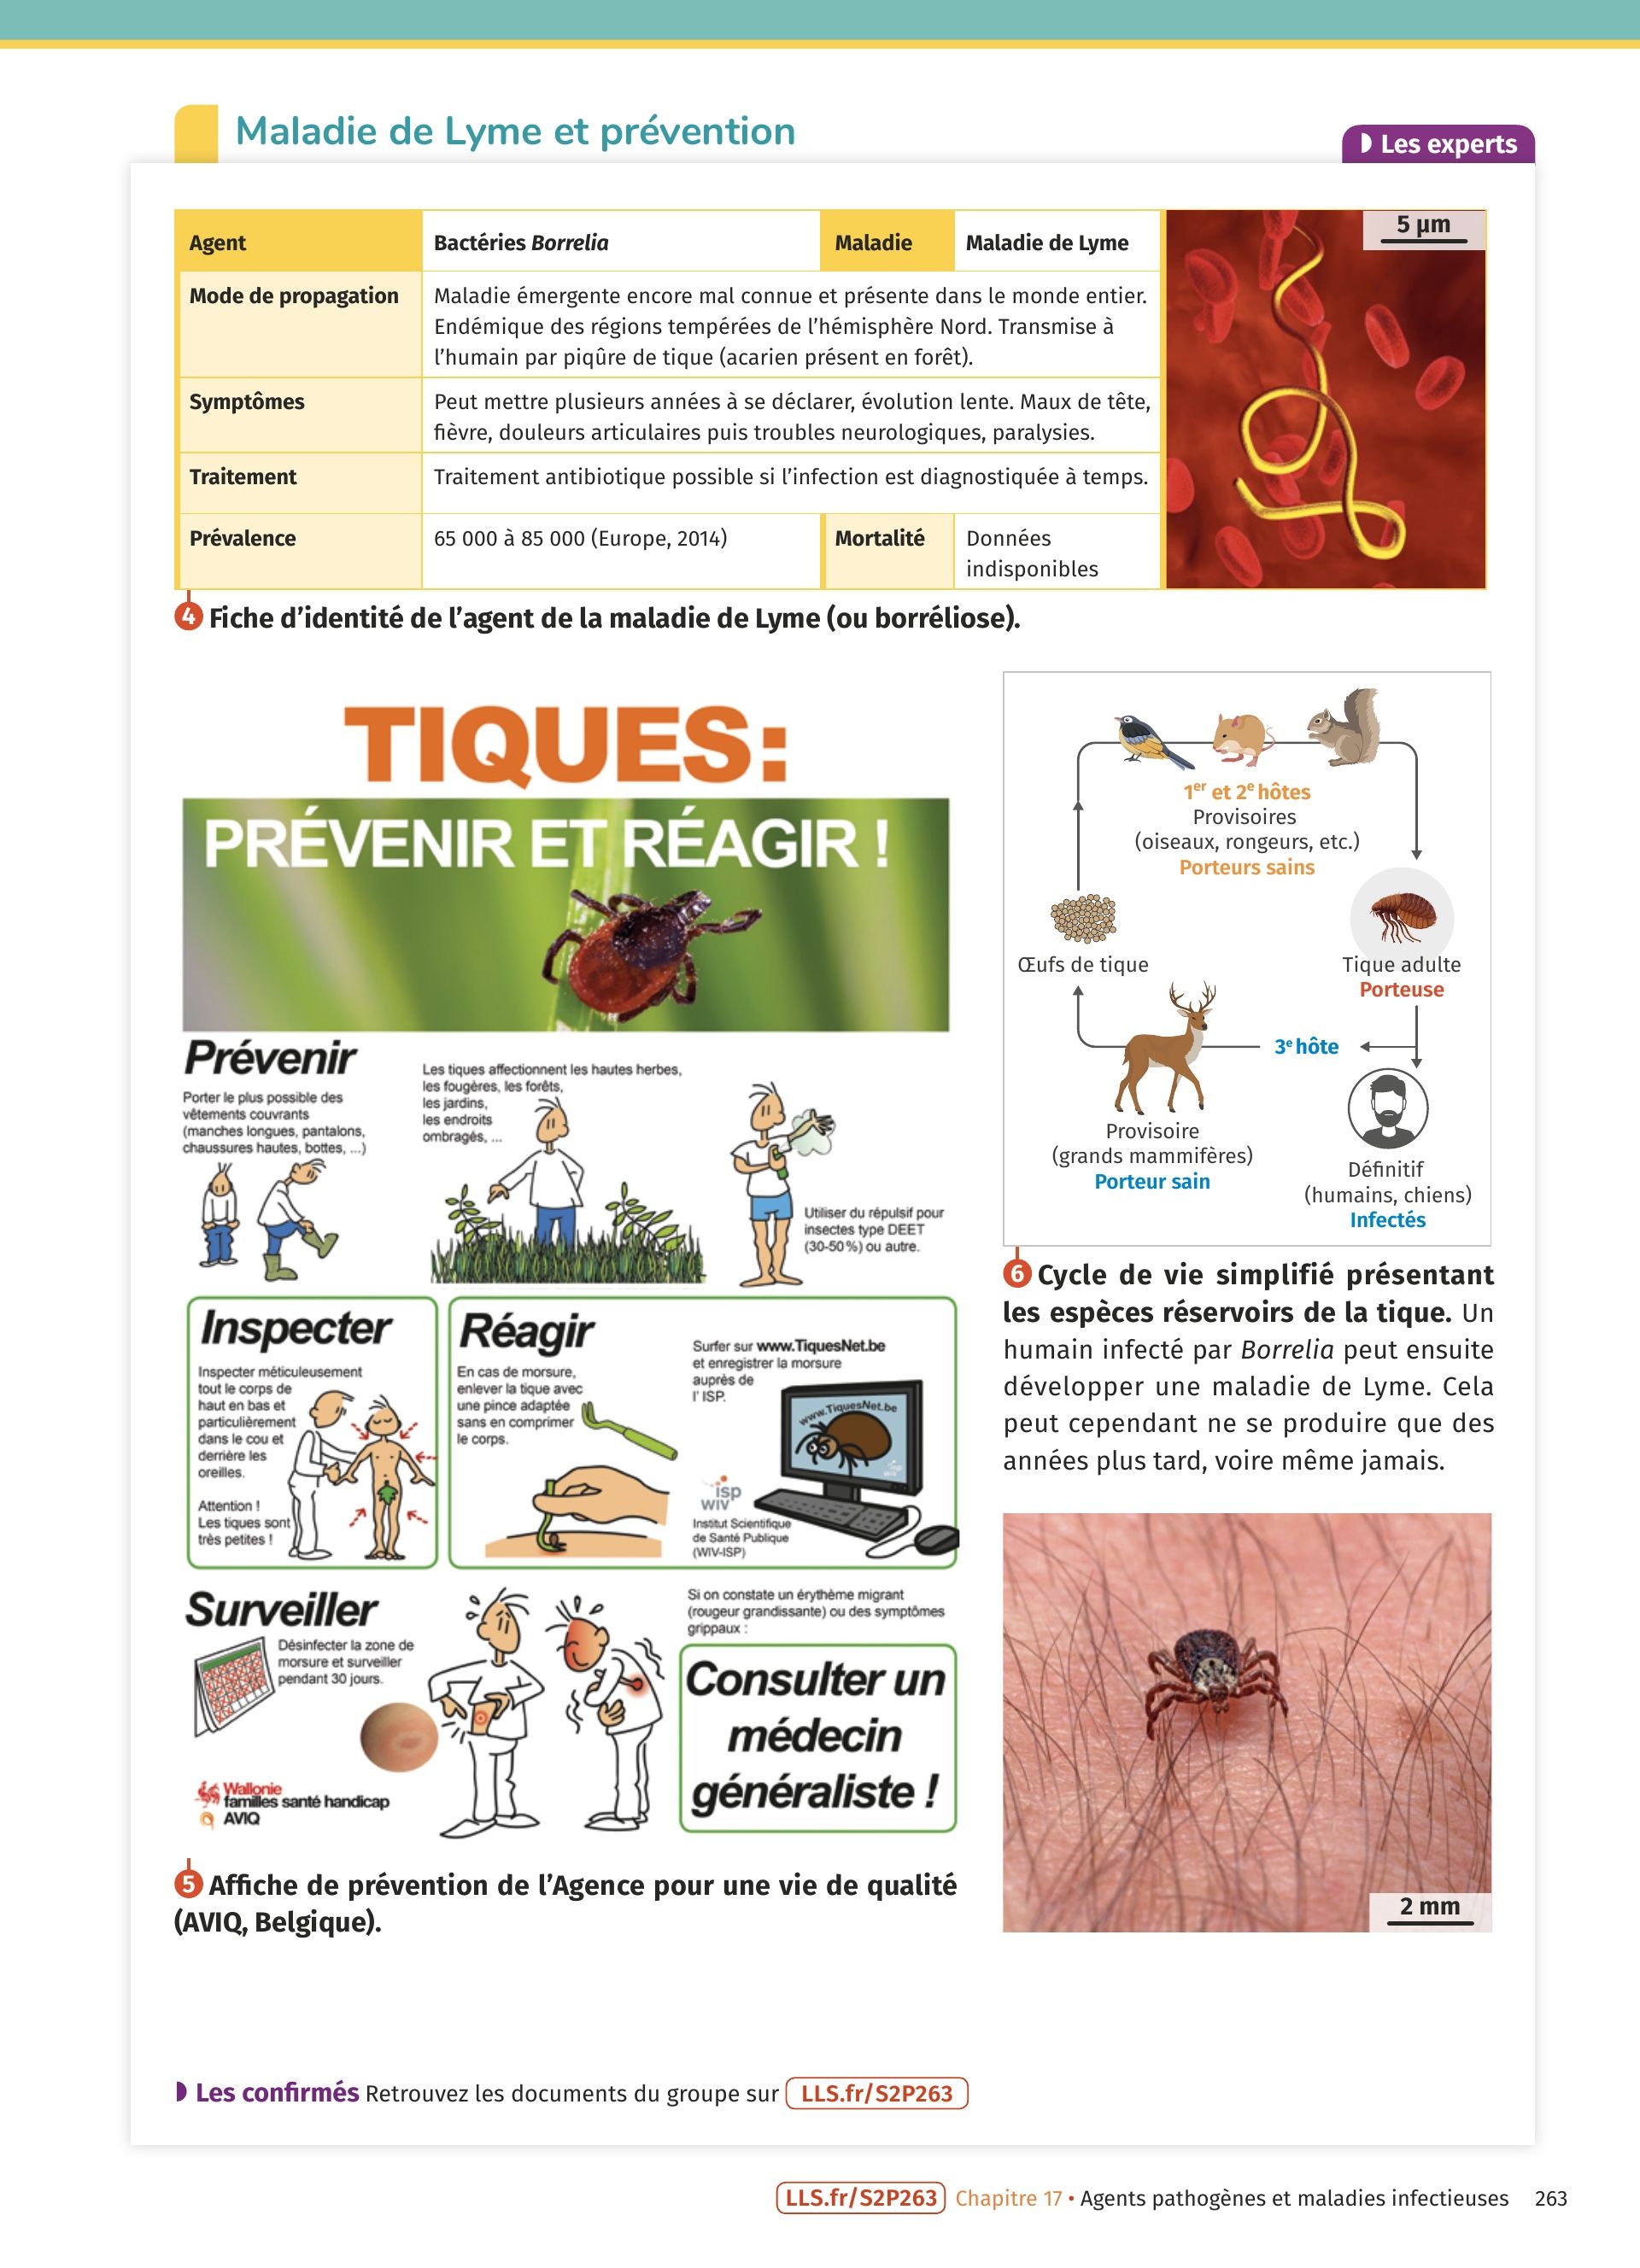 Maladie de Lyme et prévention
Les experts
Agent
Bactéries Borrelia
Maladie
Maladie de Lyme
5 µm
Mode de propagation
Maladie émergente encore mal connue et présente dans le monde entier.
Endémique des régions tempérées de l'hémisphère Nord. Transmise à
l'humain par piqûre de tique (acarien présent en forêt).
Symptômes
Peut mettre plusieurs années à se déclarer, évolution lente. Maux de tête,
fièvre, douleurs articulaires puis troubles neurologiques, paralysies.
Traitement
Traitement antibiotique possible si l'infection est diagnostiquée à temps.
Prévalence
65 000 à 85 000 (Europe, 2014)
Mortalité
Données
indisponibles
4 Fiche d'identité de l'agent de la maladie de Lyme (ou borréliose).
TIQUES:
PRÉVENIR ET RÉAGIR !
Prévenir
Porter le plus possible des
vêtements couvrants
(manches longues, pantalons,
chaussures hautes, bottes, ...)
Les tiques affectionnent les hautes herbes,
les fougères, les forêts,
les jardins,
les endroits
ombragés, ...
Utiliser du répulsif pour
insectes type DEET
(30-50 %) ou autre.
Inspecter
Inspecter méticuleusement
tout le corps de
haut en bas et
particulièrement
dans le cou et
derrière les
oreilles.
Attention !
Les tiques sont
très petites !
Réagir
En cas de morsure,
enlever la tique avec
une pince adaptée
sans en comprimer
le corps.
Surfer sur www.TiquesNet.be
et enregistrer la morsure
auprès de
l' ISP.
www.TiquesNet.be
isp
WIV
Institut Scientifique
de Santé Publique
(WIV-ISP)
Surveiller
Désinfecter la zone de
morsure et surveiller
pendant 30 jours.
Si on constate un érythème migrant
(rougeur grandissante) ou des symptômes
grippaux :
Consulter un
médecin
généraliste !
Wallonie
familles santé handicap
AVIQ
5 Affiche de prévention de l'Agence pour une vie de qualité
(AVIQ, Belgique).
1er et 2e hôtes
Provisoires
(oiseaux, rongeurs, etc.)
Porteurs sains
Œufs de tique
Tique adulte
Porteuse
3e hôte
Provisoire
(grands mammifères)
Porteur sain
Définitif
(humains, chiens)
Infectés
6 Cycle de vie simplifié présentant
les espèces réservoirs de la tique. Un
humain infecté par Borrelia peut ensuite
développer une maladie de Lyme. Cela
peut cependant ne se produire que des
années plus tard, voire même jamais.
2 mm
Les confirmés Retrouvez les documents du groupe sur LLS.fr/S2P263
LLS.fr/S2P263 Chapitre 17 • Agents pathogènes et maladies infectieuses 263